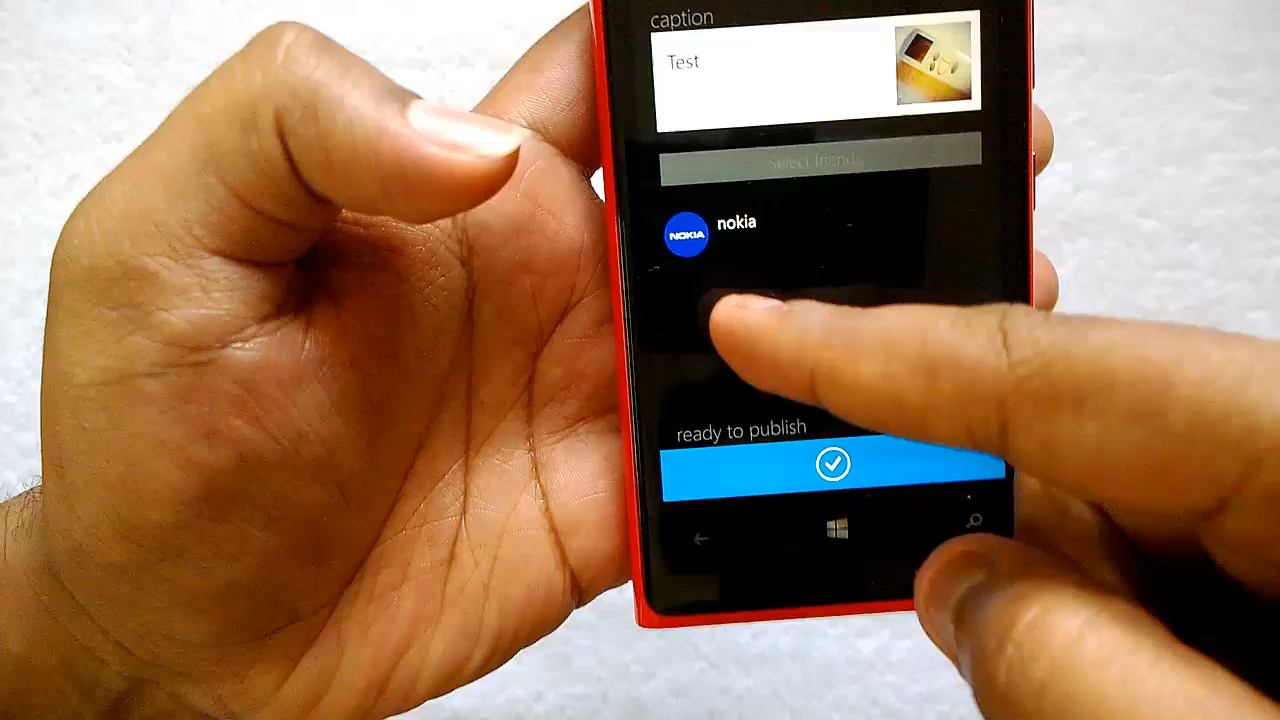 caption
Test
Select friends
nokia
NOKIA
ready to publish